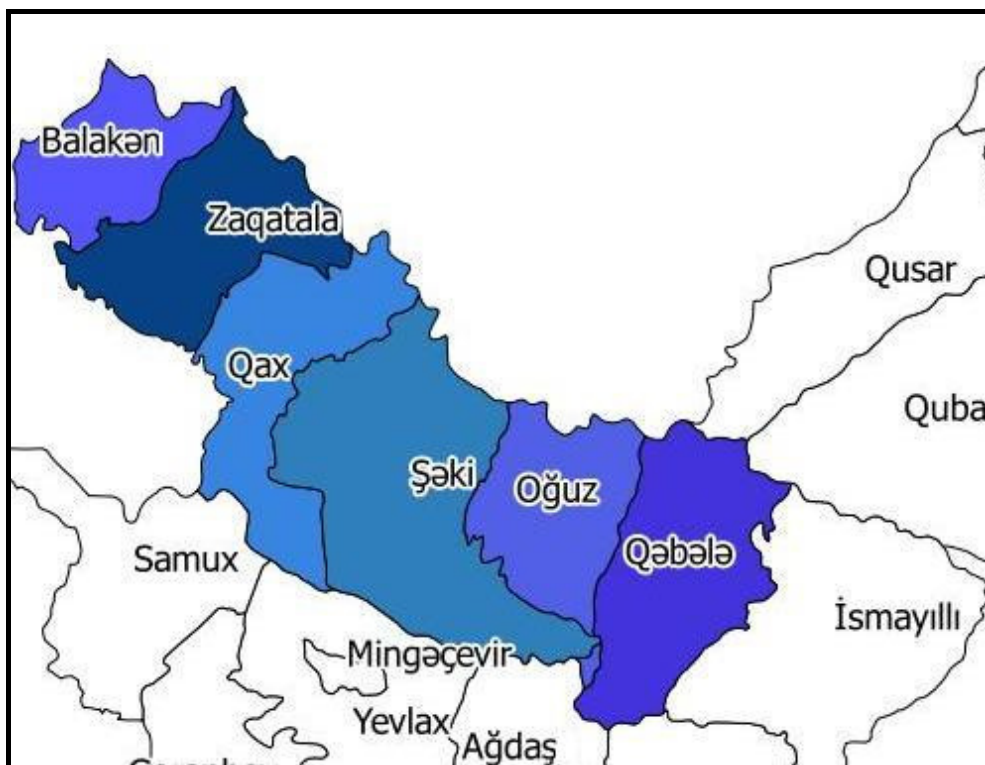 Balakən
Zaqatala
Qusar
Qax
Quba
Şəki
Oğuz
Qəbələ
Samux
İsmayıllı
Mingəçevir
Yevlax
Ağdaş